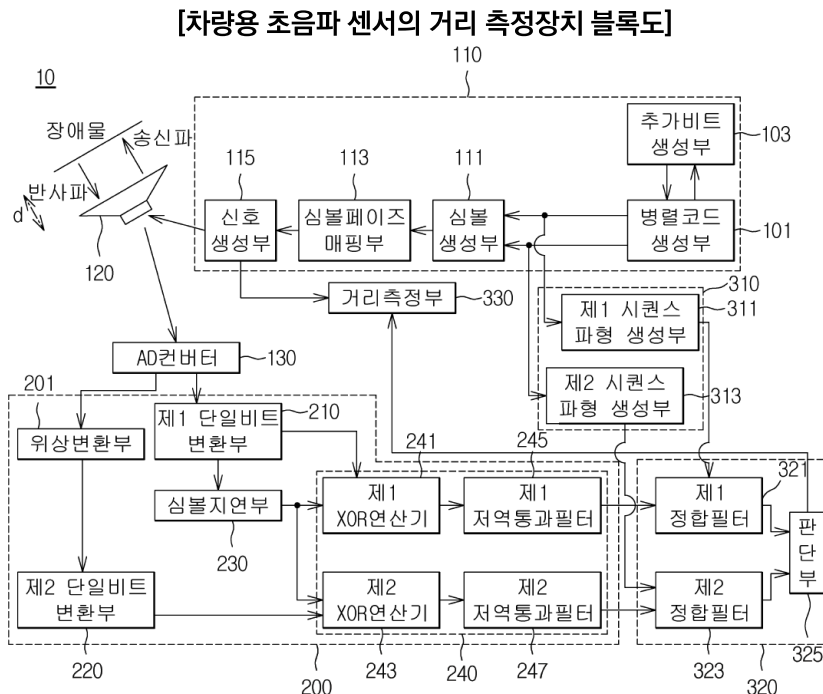 [차량용 초음파 센서의 거리 측정장치 블록도]
10
110
장애물
송신파
반사파
d
120
115
신호
생성부
113
심볼페이즈
매핑부
111
심볼
생성부
추가비트
생성부
103
병렬코드
생성부
101
거리측정부
330
310
제1 시퀀스
파형 생성부
311
제2 시퀀스
파형 생성부
313
AD컨버터
130
201
위상변환부
제1 단일비트
변환부
210
심볼지연부
230
제2 단일비트
변환부
220
200
241
제1
XOR연산기
245
제1
저역통과필터
제2
XOR연산기
243
제2
저역통과필터
247
240
제1
정합필터
321
제2
정합필터
323
판단부
325
320